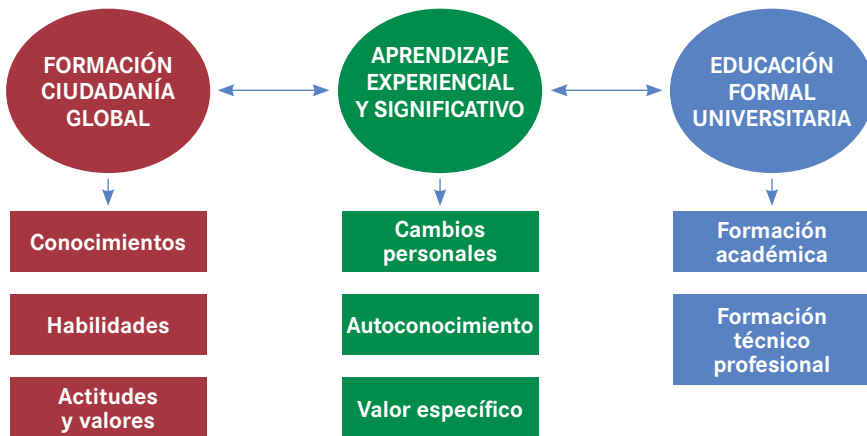 FORMACIÓN
CIUDADANÍA
GLOBAL
APRENDIZAJE
EXPERIENCIAL
Y SIGNIFICATIVO
EDUCACIÓN
FORMAL
UNIVERSITARIA
Conocimientos
Habilidades
Actitudes
y valores
Cambios
personales
Autoconocimiento
Valor específico
Formación
académica
Formación
técnico
profesional